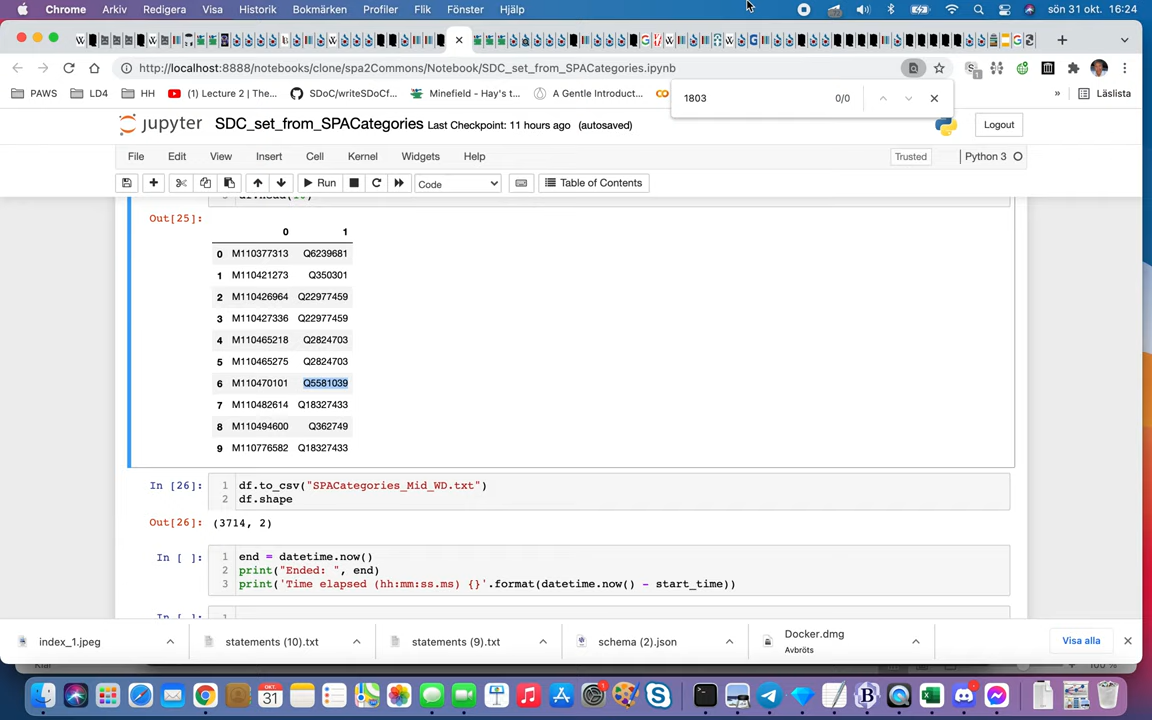 Chrome Arkiv Redigera Visa Historik Bokmärken Profiler Flik Fönster Hjälp sön 31 okt. 16:24
http://localhost:8888/notebooks/clone/spa2Commons/Notebook/SDC_set_from_SPACategories.ipynb
PAWS LD4 HH (1) Lecture 2 | The... SDoC/writeSDoCf... Minefield - Hay's t... A Gentle Introduct... » Läslista
1803 0/0
jupyter SDC_set_from_SPACategories Last Checkpoint: 11 hours ago (autosaved) Logout
File Edit View Insert Cell Kernel Widgets Help Trusted Python 3
Run Code Table of Contents
Out[25]:
0 1
0 M110377313 Q6239681
1 M110421273 Q350301
2 M110426964 Q22977459
3 M110427336 Q22977459
4 M110465218 Q2824703
5 M110465275 Q2824703
6 M110470101 Q5581039
7 M110482614 Q18327433
8 M110494600 Q362749
9 M110776582 Q18327433
In [26]: 1 df.to_csv("SPACategories_Mid_WD.txt")
2 df.shape
Out[26]: (3714, 2)
In [ ]: 1 end = datetime.now()
2 print("Ended: ", end)
3 print('Time elapsed (hh:mm:ss.ms) {}'.format(datetime.now() - start_time))
In [ ]: 1
index_1.jpeg statements (10).txt statements (9).txt schema (2).json Docker.dmg Visa alla
Avbröts
100 %
OKT.
31